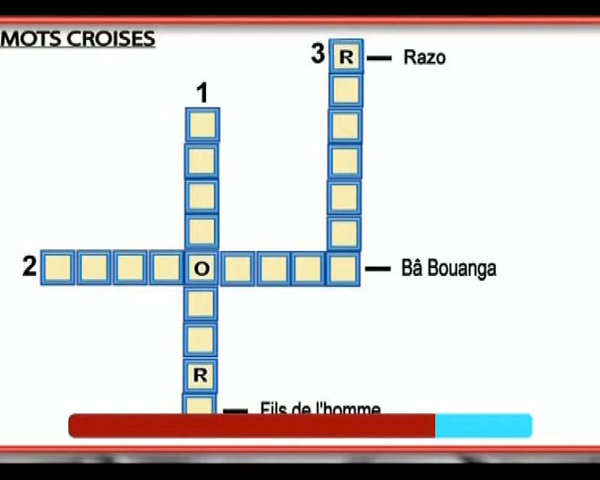 MOTS CROISES
3 R Razo
1
2 O Bâ Bouanga
R
Fils de l'homme